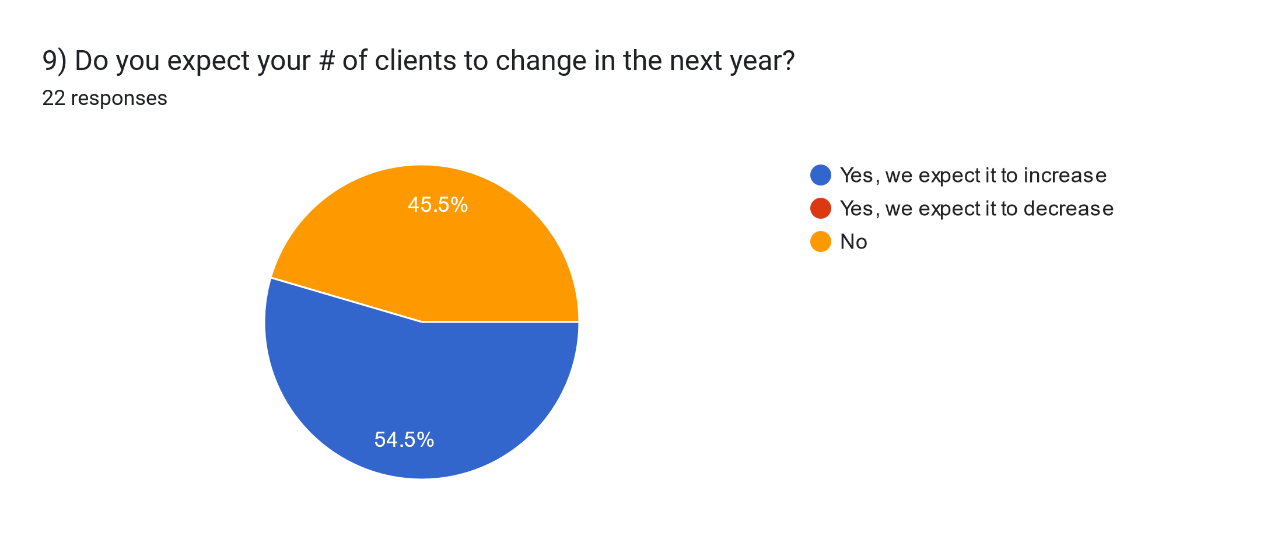 9) Do you expect your # of clients to change in the next year?
22 responses
Yes, we expect it to increase
Yes, we expect it to decrease
No
45.5%
54.5%